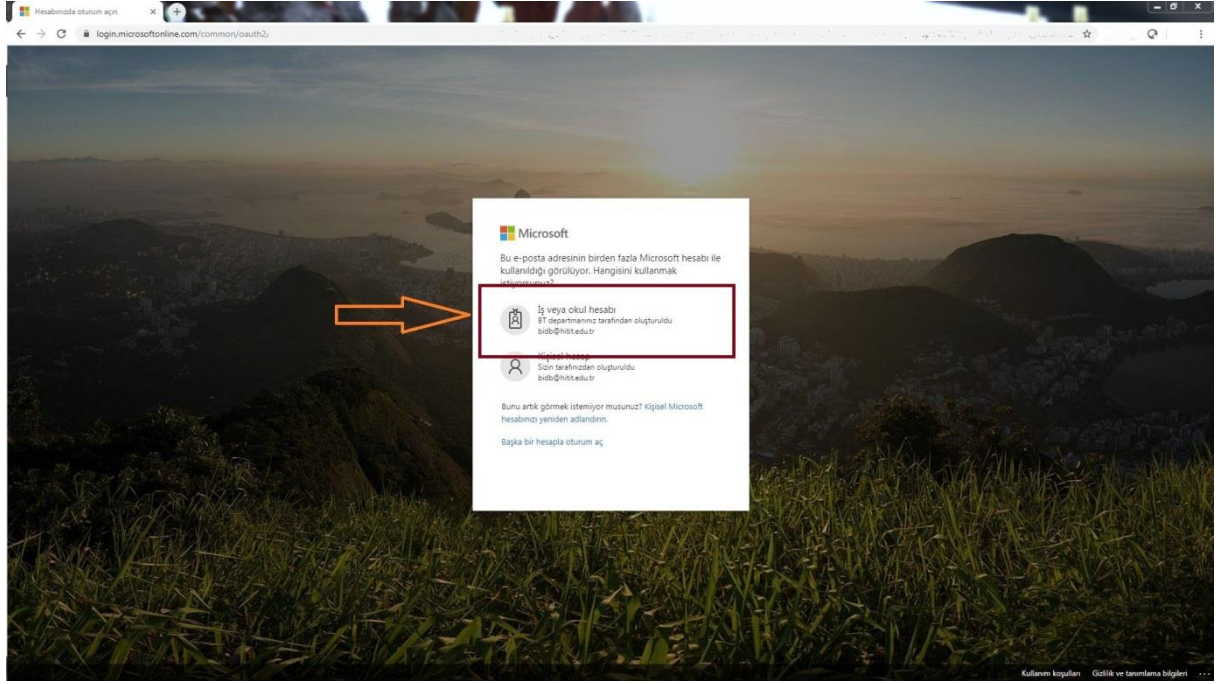 Hesabınızda oturum açın
login.microsoftonline.com/common/oauth2/
Microsoft
Bu e-posta adresinin birden fazla Microsoft hesabı ile
kullanıldığı görülüyor. Hangisini kullanmak
istiyorsunuz?
İş veya okul hesabı
BT departmanınız tarafından oluşturuldu
bidb@hitit.edu.tr
Kişisel hesap
Sizin tarafınızdan oluşturuldu
bidb@hitit.edu.tr
Bunu artık görmek istemiyor musunuz? Kişisel Microsoft
hesabınızı yeniden adlandırın.
Başka bir hesapla oturum aç
Kullanım koşulları Gizlilik ve tanımlama bilgileri ...